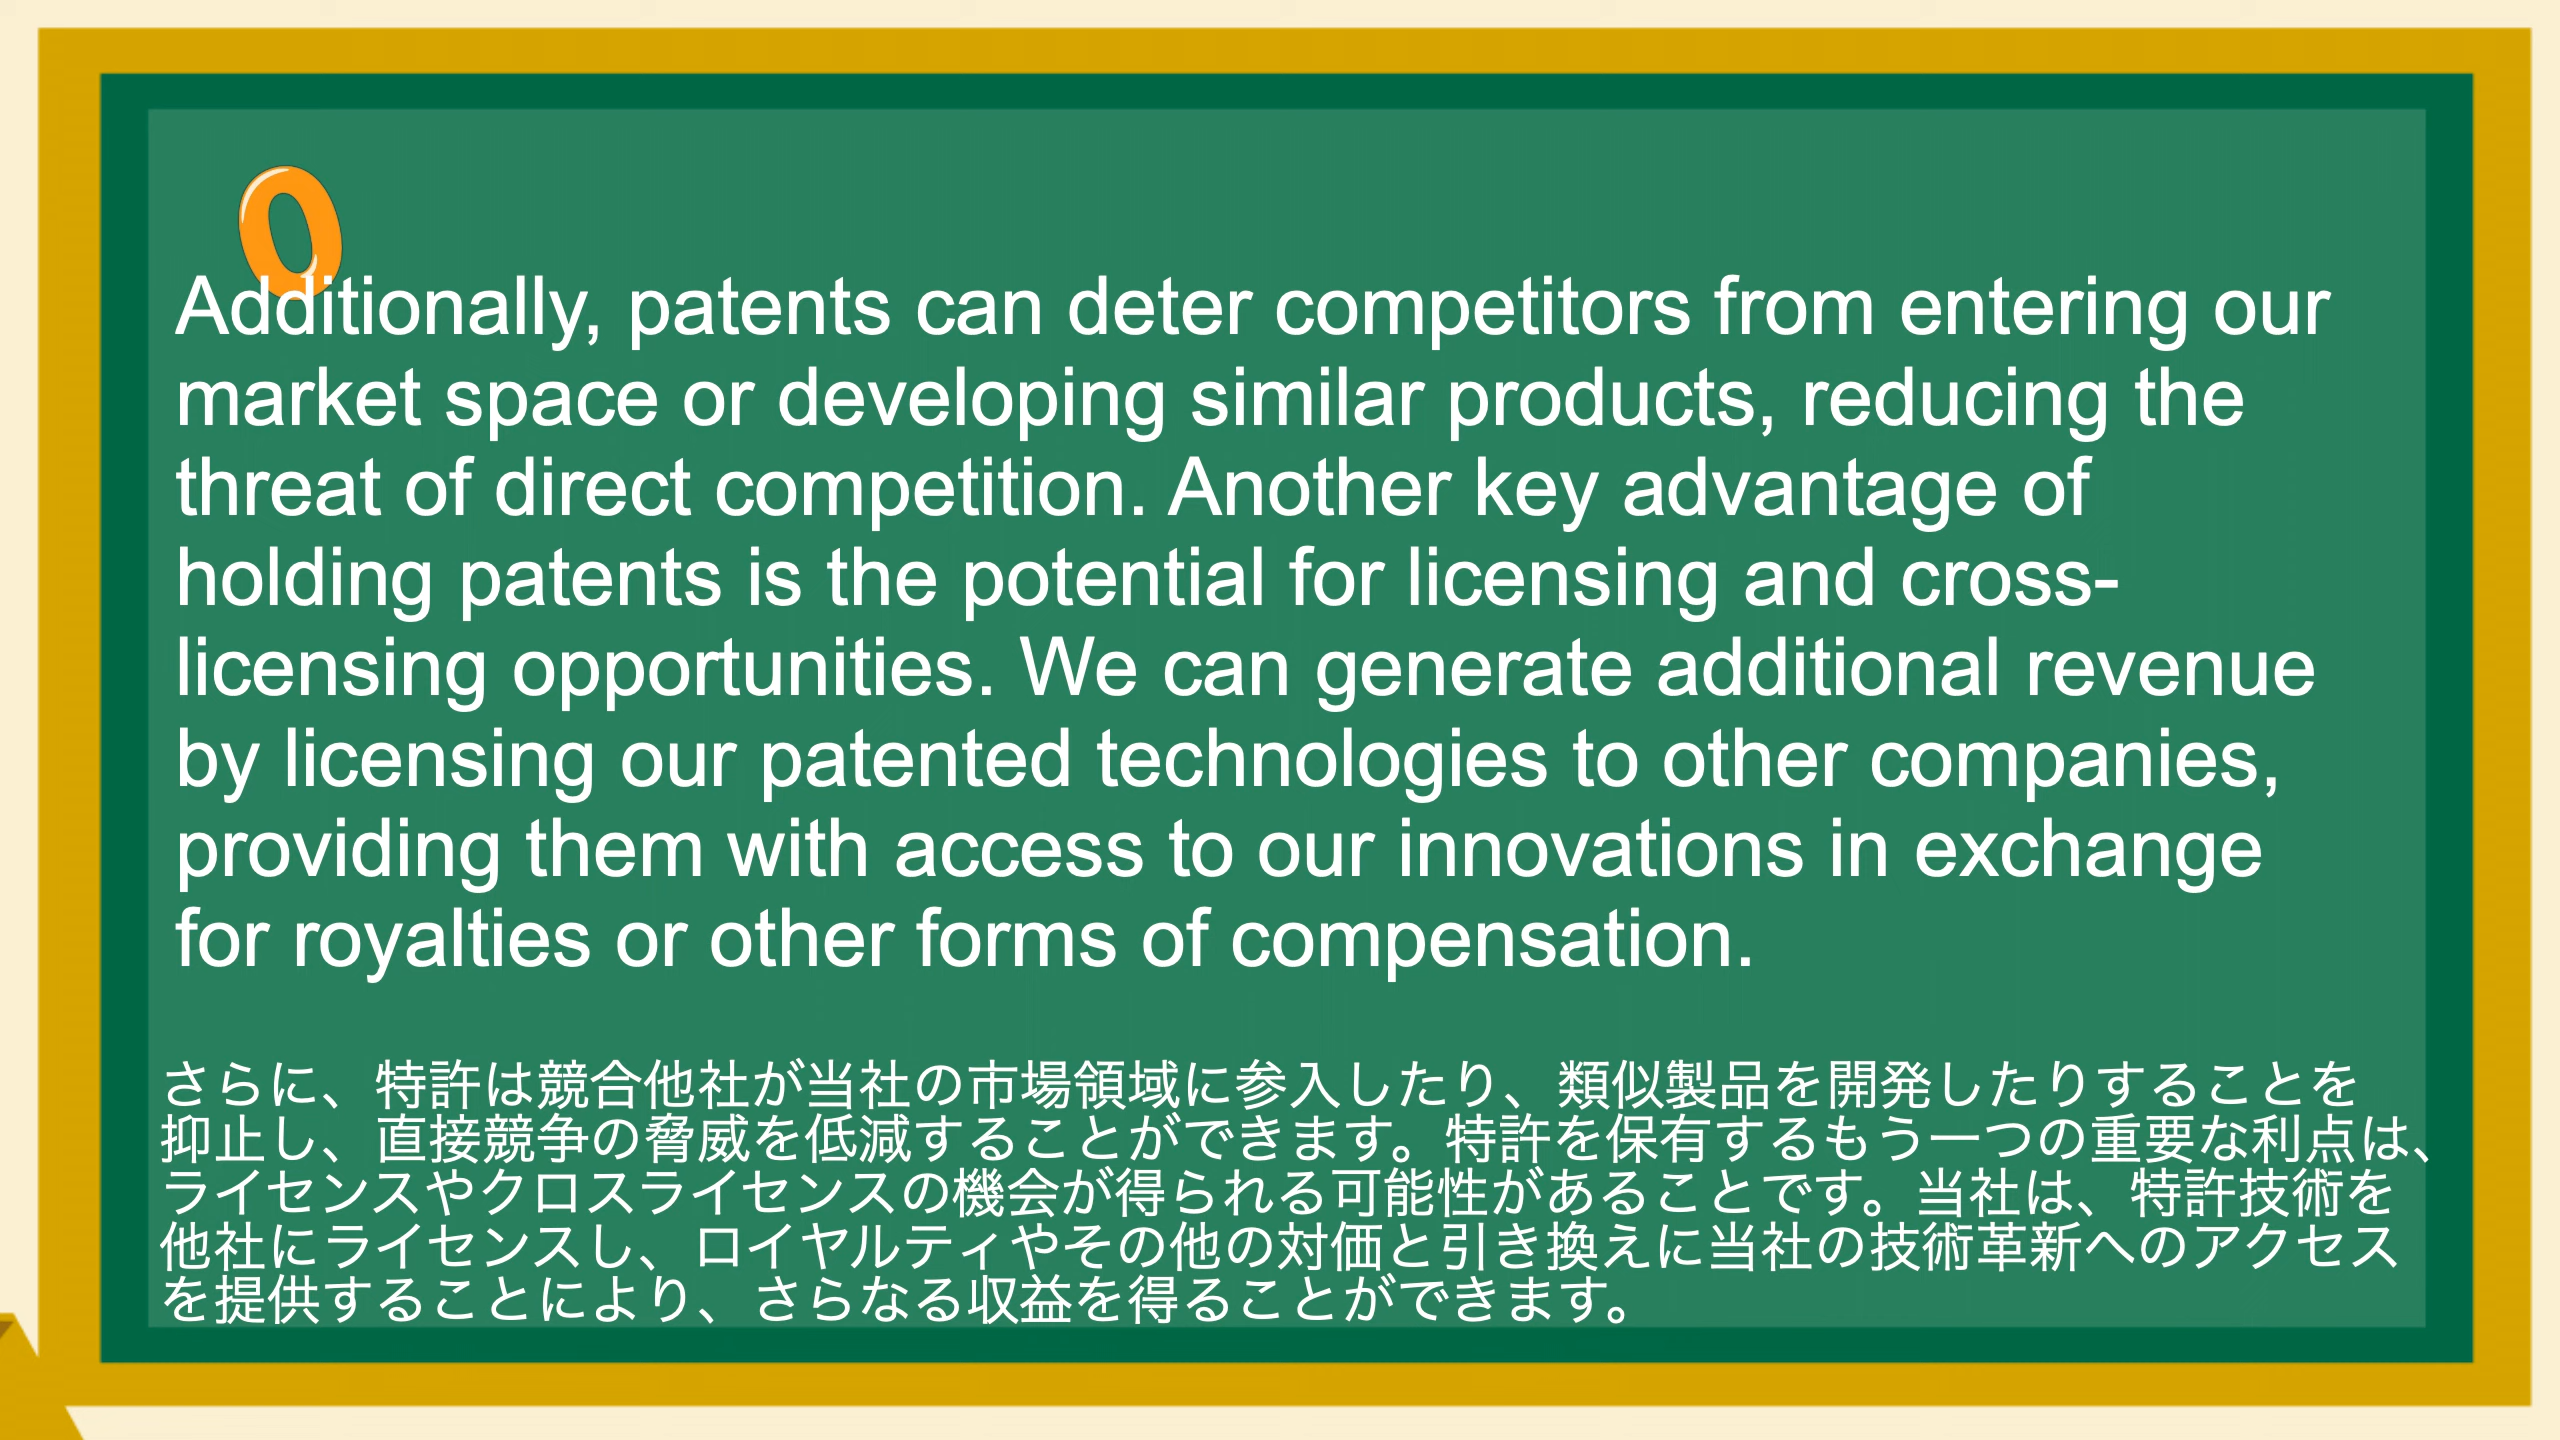 0
Additionally, patents can deter competitors from entering our
market space or developing similar products, reducing the
threat of direct competition. Another key advantage of
holding patents is the potential for licensing and cross-
licensing opportunities. We can generate additional revenue
by licensing our patented technologies to other companies,
providing them with access to our innovations in exchange
for royalties or other forms of compensation.
さらに、特許は競合他社が当社の市場領域に参入したり、類似製品を開発したりすることを
抑止し、直接競争の脅威を低減することができます。特許を保有するもう一つの重要な利点は、
ライセンスやクロスライセンスの機会が得られる可能性があることです。当社は、特許技術を
他社にライセンスし、ロイヤルティやその他の対価と引き換えに当社の技術革新へのアクセス
を提供することにより、さらなる収益を得ることができます。